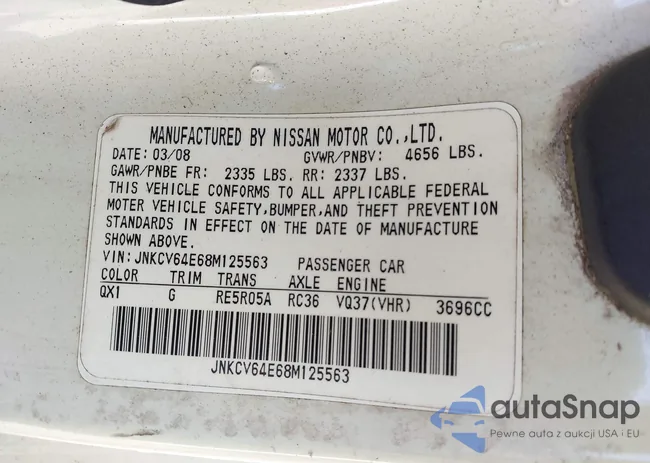 MANUFACTURED BY NISSAN MOTOR CO.,LTD.
DATE: 03/08 GVWR/PNBV: 4656 LBS.
GAWR/PNBE FR: 2335 LBS. RR: 2337 LBS.
THIS VEHICLE CONFORMS TO ALL APPLICABLE FEDERAL
MOTER VEHICLE SAFETY,BUMPER,AND THEFT PREVENTION
STANDARDS IN EFFECT ON THE DATE OF MANUFACTURE
SHOWN ABOVE.
VIN: JNKCV64E68M125563 PASSENGER CAR
COLOR TRIM TRANS AXLE ENGINE
QX1 G RE5R05A RC36 VQ37(VHR) 3696CC
JNKCV64E68M125563
autaSnap
Pewne auta z aukcji USA i EU